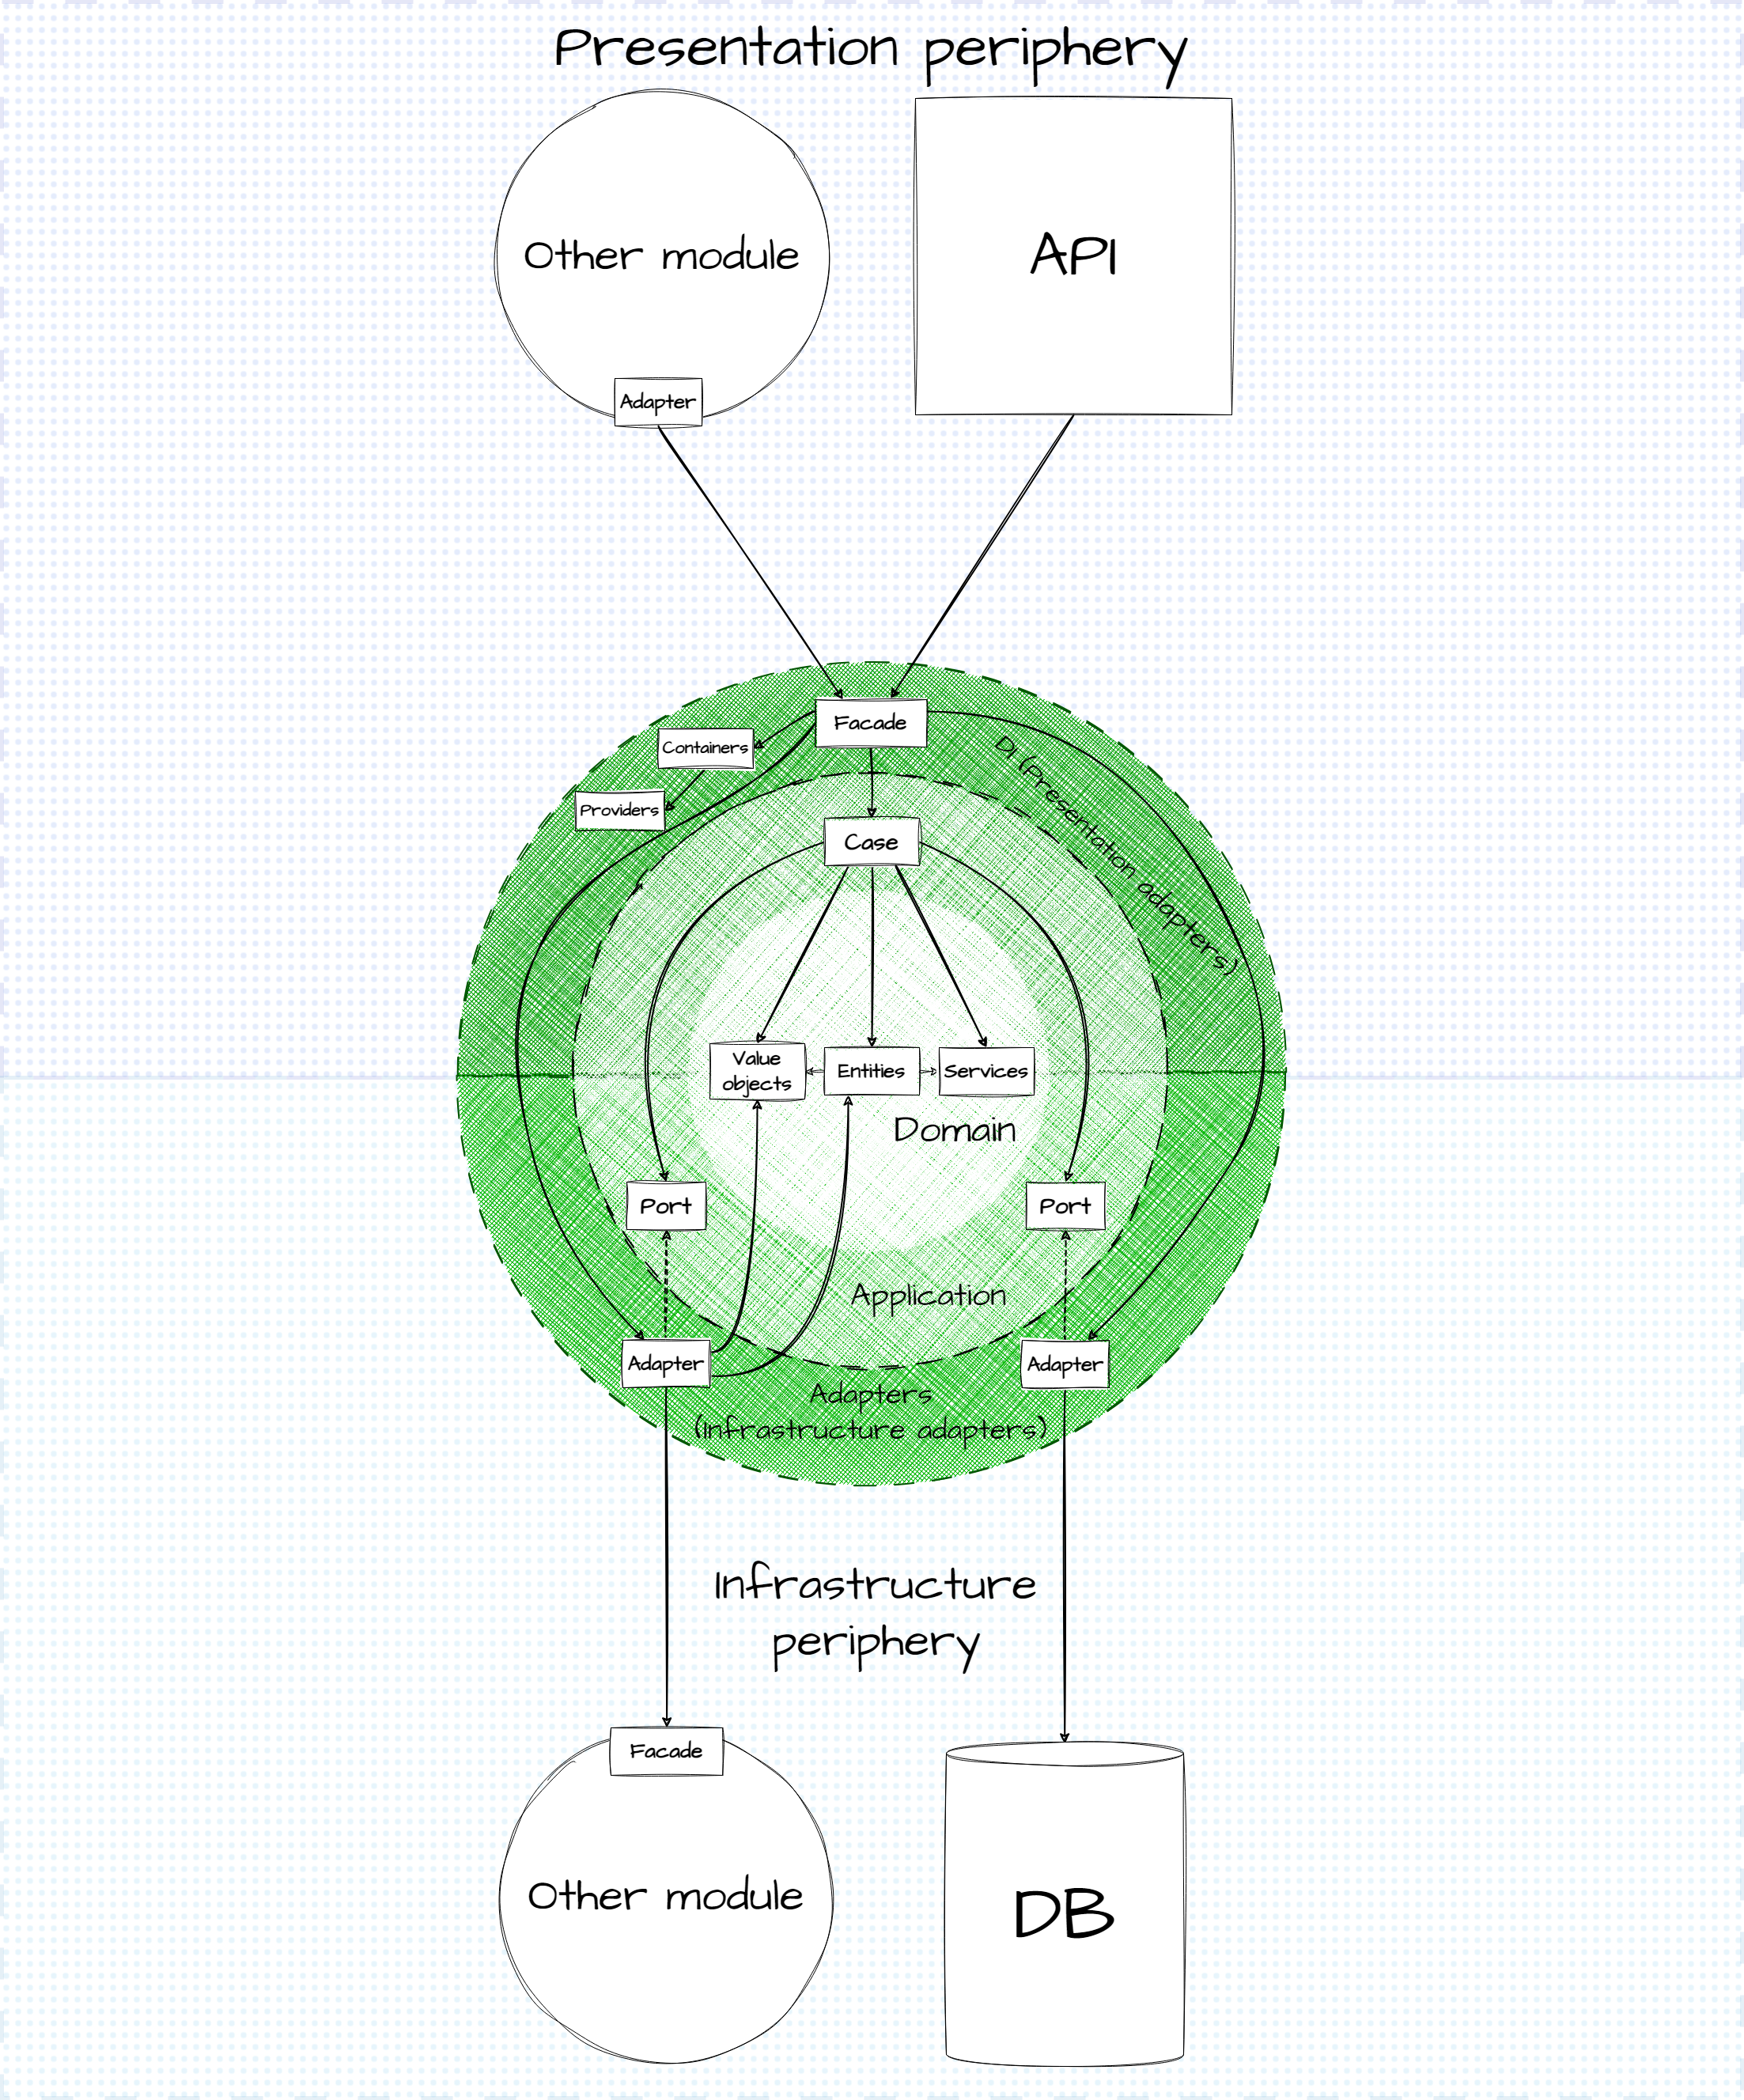 Presentation periphery
Other module
API
Adapter
Facade
Containers
DI (Presentation adapters)
Providers
Case
Value
objects
Entities
Services
Domain
Port
Port
Application
Adapter
Adapter
Adapters
(Infrastructure adapters)
Infrastructure
periphery
Facade
Other module
DB